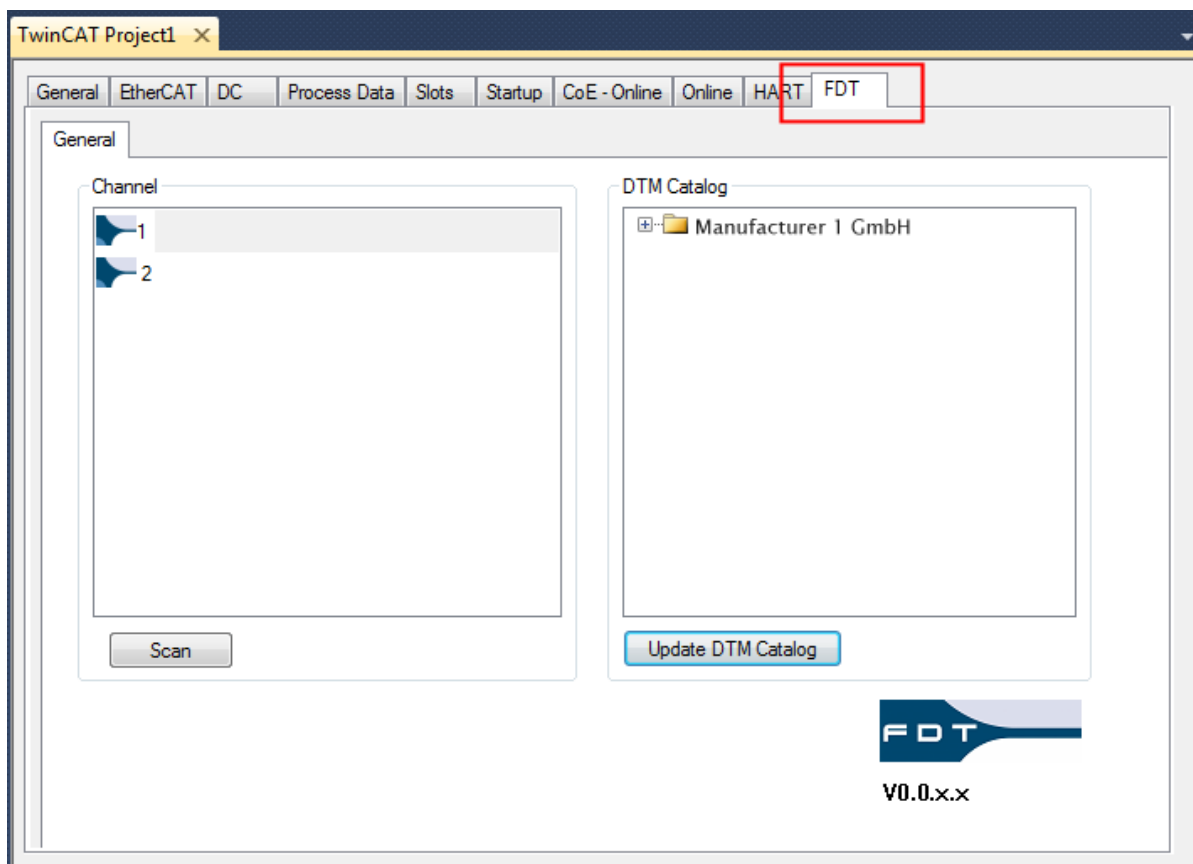 TwinCAT Project1
General EtherCAT DC Process Data Slots Startup CoE - Online Online HART FDT
General
Channel
DTM Catalog
1
Manufacturer 1 GmbH
2
Scan
Update DTM Catalog
FDT
V0.0.x.x